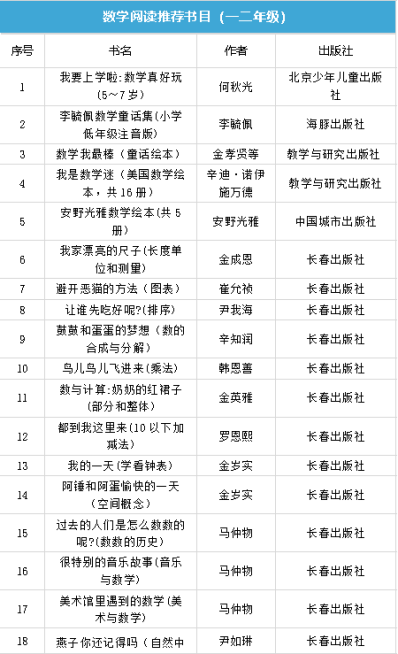 数学阅读推荐书目（一二年级）
序号 书名 作者 出版社
1 我要上学啦:数学真好玩 (5～7岁) 何秋光 北京少年儿童出版社
2 李毓佩数学童话集(小学低年级注音版) 李毓佩 海豚出版社
3 数学我最棒（童话绘本） 金孝贤等 教学与研究出版社
4 我是数学迷（美国数学绘本，共16册） 辛迪·诺伊施万德 教学与研究出版社
5 安野光雅数学绘本(共5册) 安野光雅 中国城市出版社
6 我家漂亮的尺子(长度单位和测量) 金成恩 长春出版社
7 避开恶猫的方法（图表） 崔允祯 长春出版社
8 让谁先吃好呢?(排序) 尹我海 长春出版社
9 鼓鼓和蛋蛋的梦想（数的合成与分解） 辛知润 长春出版社
10 鸟儿鸟儿飞进来(乘法) 韩恩善 长春出版社
11 数与计算:奶奶的红裙子(部分和整体) 金英雅 长春出版社
12 都到我这里来(10以下加减法) 罗恩熙 长春出版社
13 我的一天(学看钟表) 金岁实 长春出版社
14 阿锤和阿蛋愉快的一天（空间概念） 金岁实 长春出版社
15 过去的人们是怎么数数的呢?(数数的历史) 马仲物 长春出版社
16 很特别的音乐故事(音乐与数学) 马仲物 长春出版社
17 美术馆里遇到的数学(美术与数学) 马仲物 长春出版社
18 燕子你还记得吗（自然中 尹如琳 长春出版社